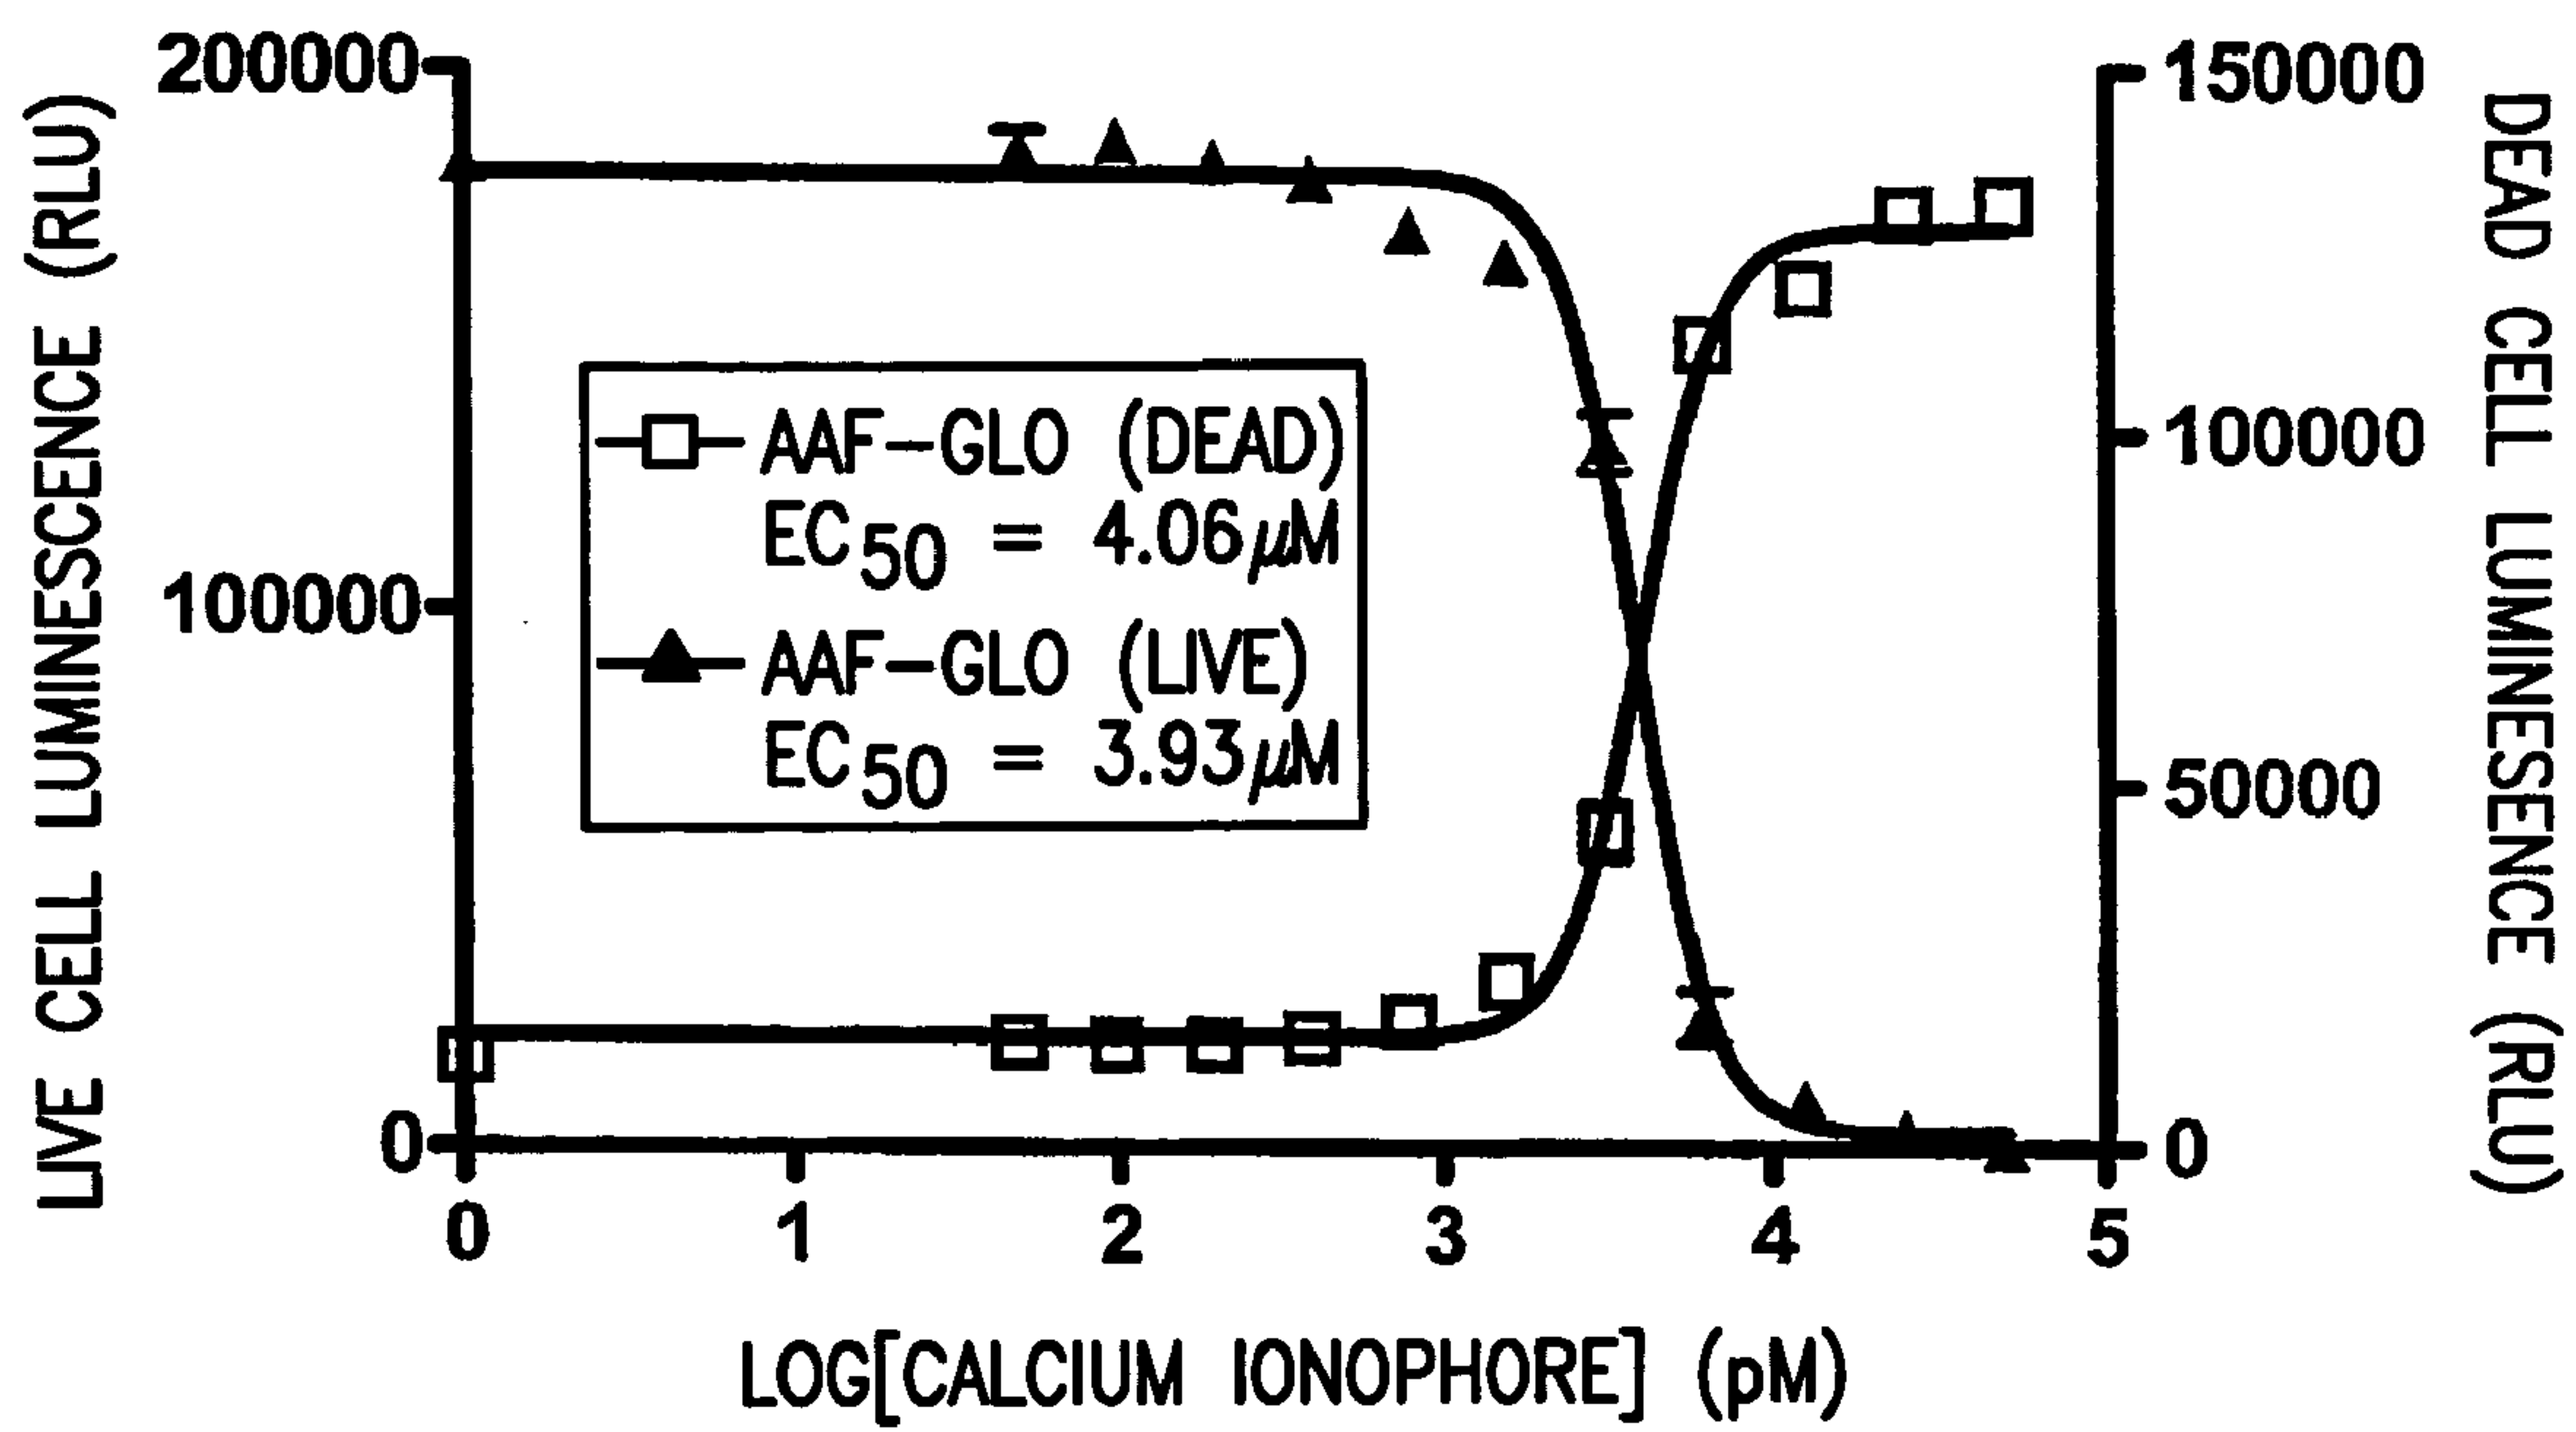 LIVE CELL LUMINESCENCE (RLU)
200000
100000
0
AAF-GLO (DEAD)
EC50 = 4.06µM
AAF-GLO (LIVE)
EC50 = 3.93µM
150000
100000
50000
0
DEAD CELL LUMINESENCE (RLU)
0 1 2 3 4 5
LOG[CALCIUM IONOPHORE] (pM)